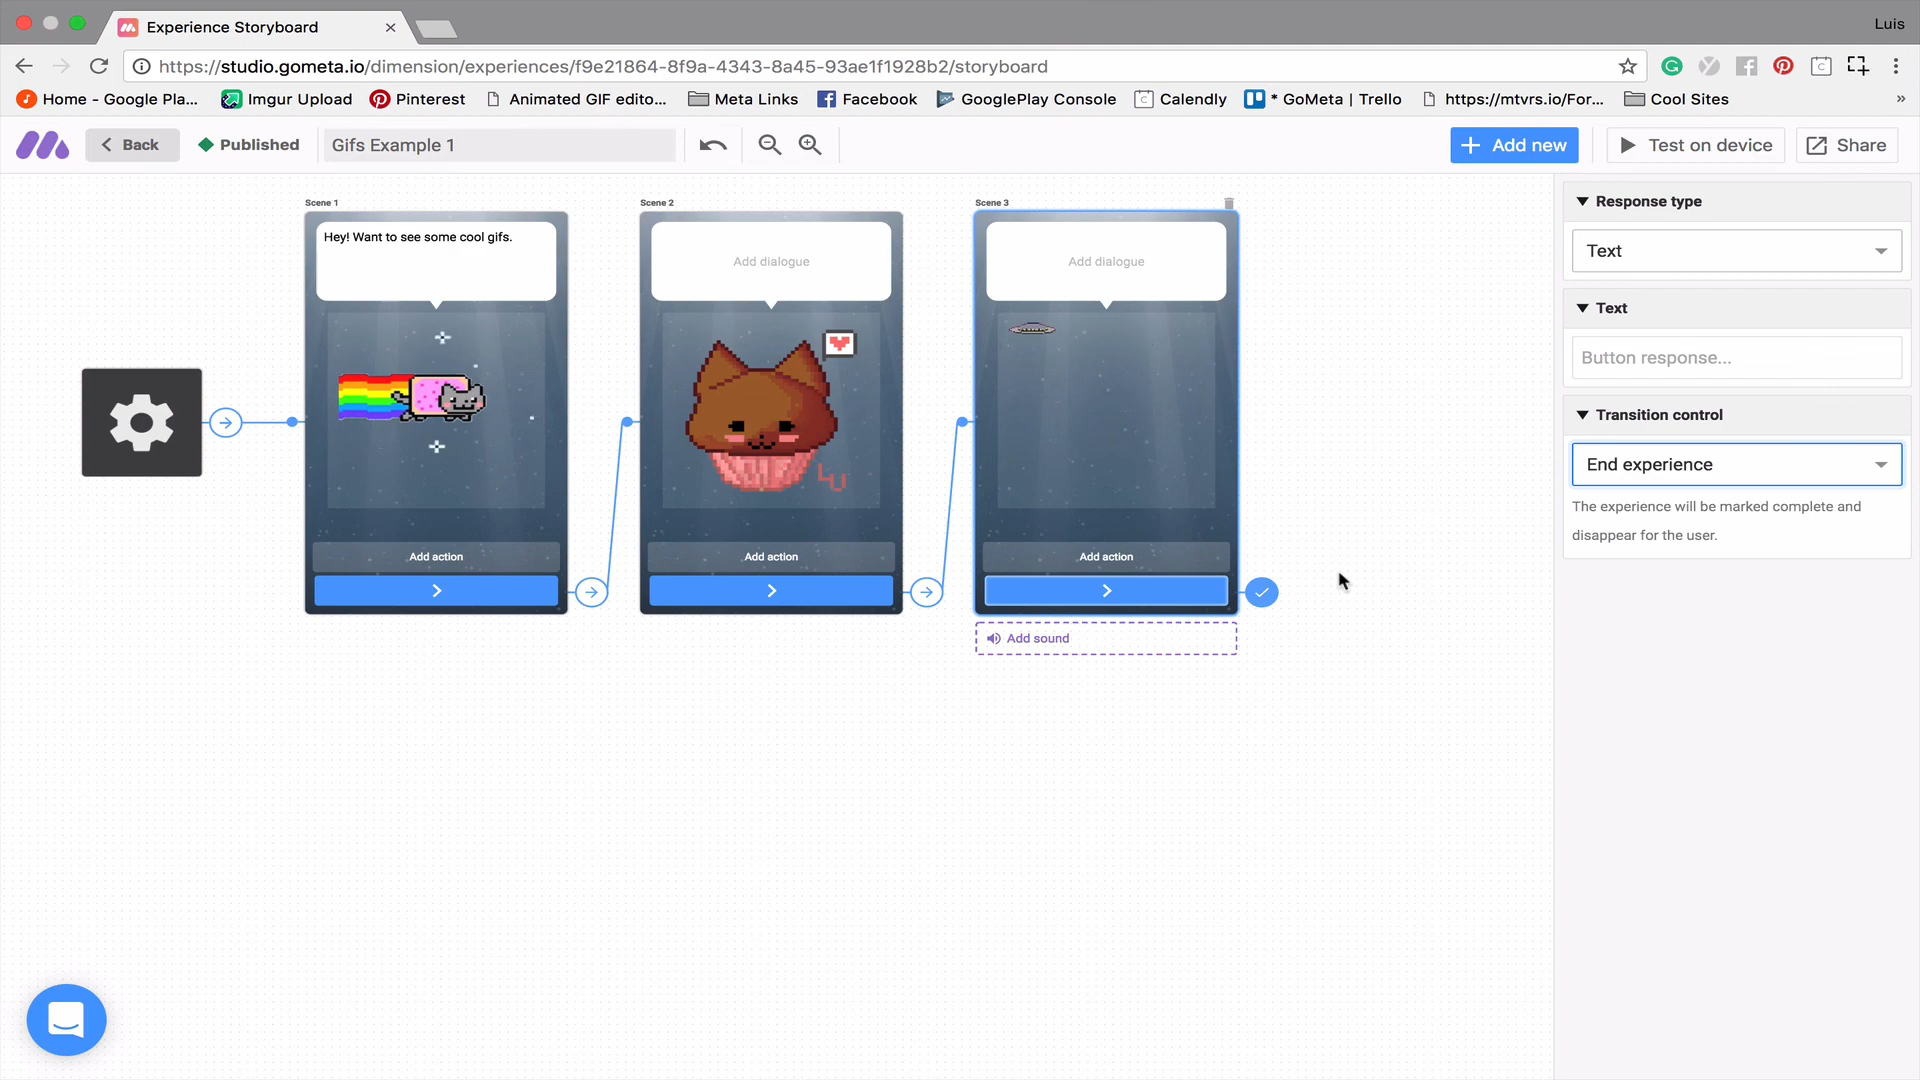 Experience Storyboard
Luis
https://studio.gometa.io/dimension/experiences/f9e21864-8f9a-4343-8a45-93ae1f1928b2/storyboard
Home - Google Pla...
Imgur Upload
Pinterest
Animated GIF edito...
Meta Links
Facebook
GooglePlay Console
Calendly
* GoMeta | Trello
https://mtvrs.io/For...
Cool Sites
»
Back
Published
Gifs Example 1
Add new
Test on device
Share
Scene 1
Scene 2
Scene 3
Hey! Want to see some cool gifs.
Add dialogue
Add dialogue
Add action
Add action
Add action
Add sound
Response type
Text
Text
Button response...
Transition control
End experience
The experience will be marked complete and
disappear for the user.